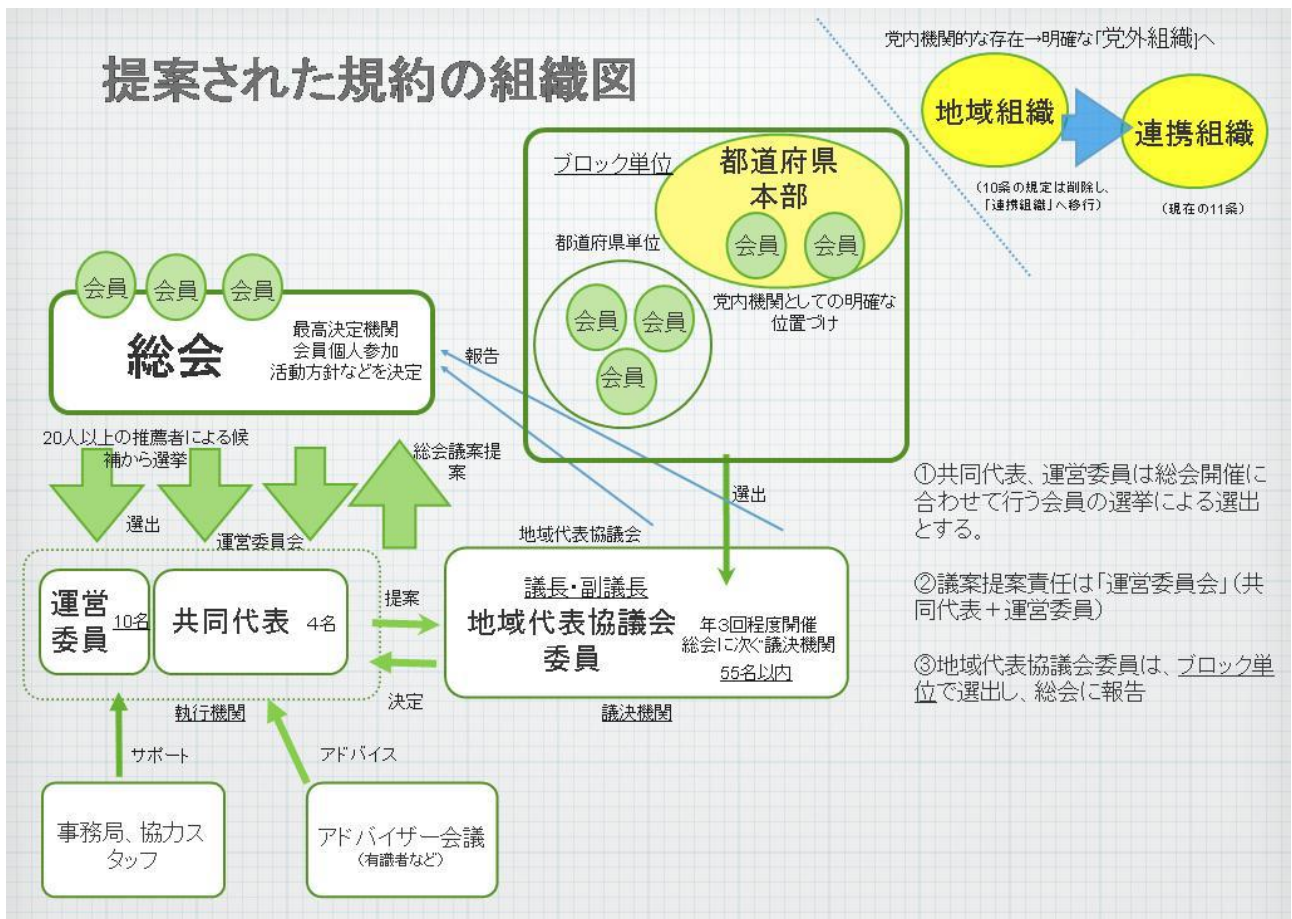 提案された規約の組織図
党内機関的な存在→明確な「党外組織」へ
地域組織
連携組織
(10条の規定は削除し、
「連携組織」へ移行)
(現在の11条)
ブロック単位
都道府県
本部
会員
会員
都道府県単位
会員
会員
会員
党内機関としての明確な
位置づけ
会員
会員
会員
総会
最高決定機関
会員個人参加
活動方針などを決定
報告
20人以上の推薦者による候
補から選挙
総会議案提
案
選出
選出
運営委員会
地域代表協議会
運営
委員
10名
共同代表 4名
提案
決定
議長・副議長
地域代表協議会
委員
年3回程度開催
総会に次ぐ議決機関
55名以内
執行機関
議決機関
サポート
アドバイス
事務局、協力ス
タッフ
アドバイザー会議
(有識者など)
①共同代表、運営委員は総会開催に
合わせて行う会員の選挙による選出
とする。
②議案提案責任は「運営委員会」(共
同代表+運営委員)
③地域代表協議会委員は、ブロック単
位で選出し、総会に報告